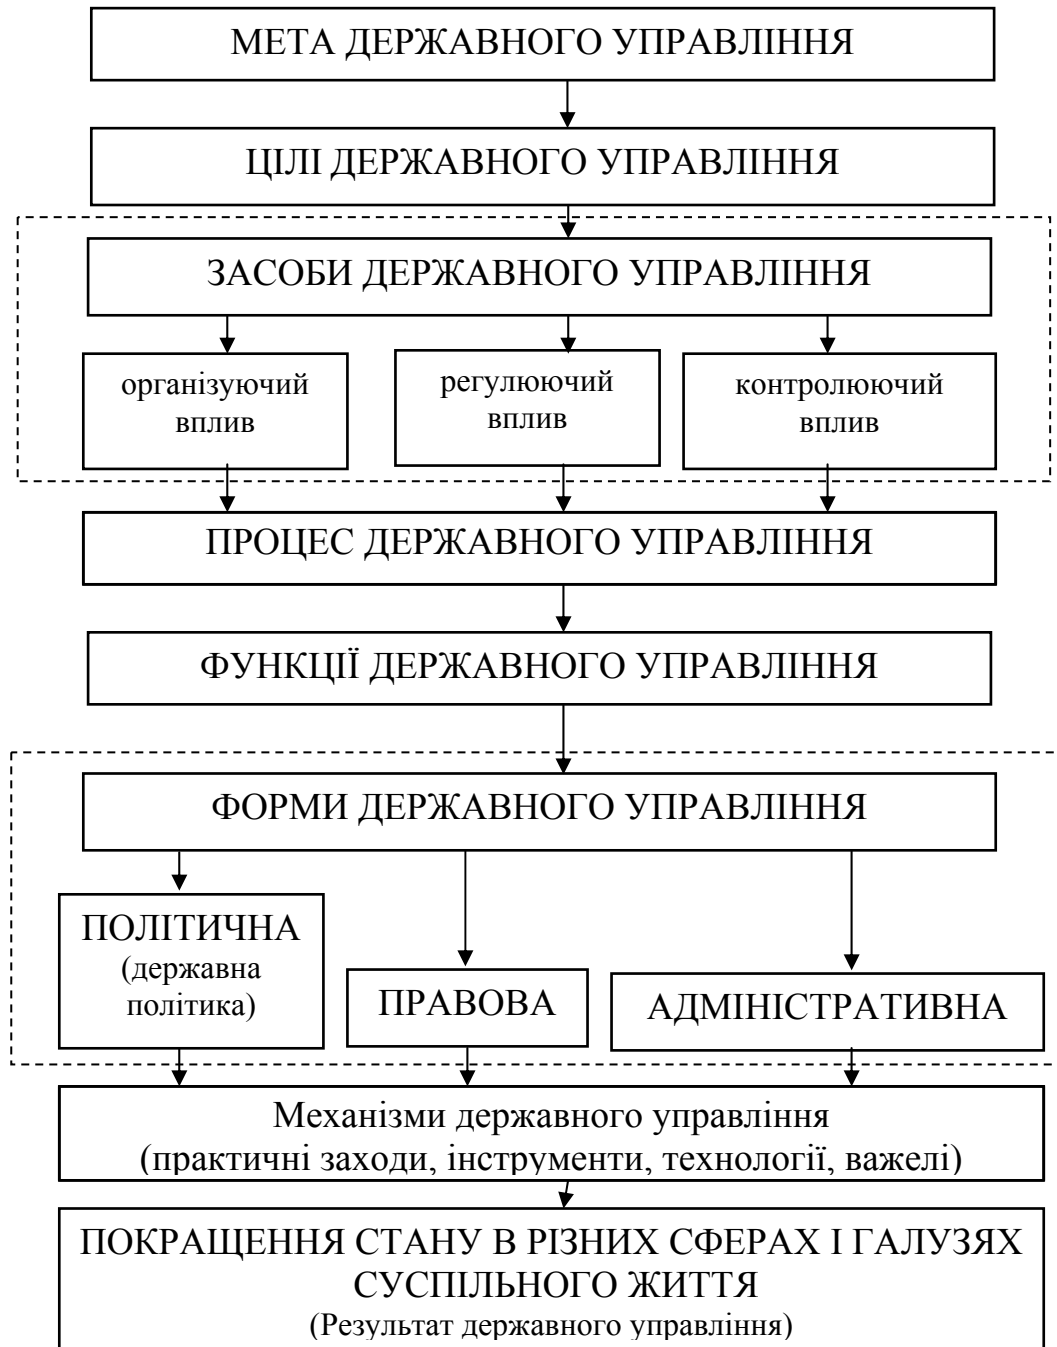 МЕТА ДЕРЖАВНОГО УПРАВЛІННЯ
ЦІЛІ ДЕРЖАВНОГО УПРАВЛІННЯ
ЗАСОБИ ДЕРЖАВНОГО УПРАВЛІННЯ
організуючий
вплив
регулюючий
вплив
контролюючий
вплив
ПРОЦЕС ДЕРЖАВНОГО УПРАВЛІННЯ
ФУНКЦІЇ ДЕРЖАВНОГО УПРАВЛІННЯ
ФОРМИ ДЕРЖАВНОГО УПРАВЛІННЯ
ПОЛІТИЧНА
(державна
політика)
ПРАВОВА
АДМІНІСТРАТИВНА
Механізми державного управління
(практичні заходи, інструменти, технології, важелі)
ПОКРАЩЕННЯ СТАНУ В РІЗНИХ СФЕРАХ І ГАЛУЗЯХ
СУСПІЛЬНОГО ЖИТТЯ
(Результат державного управління)